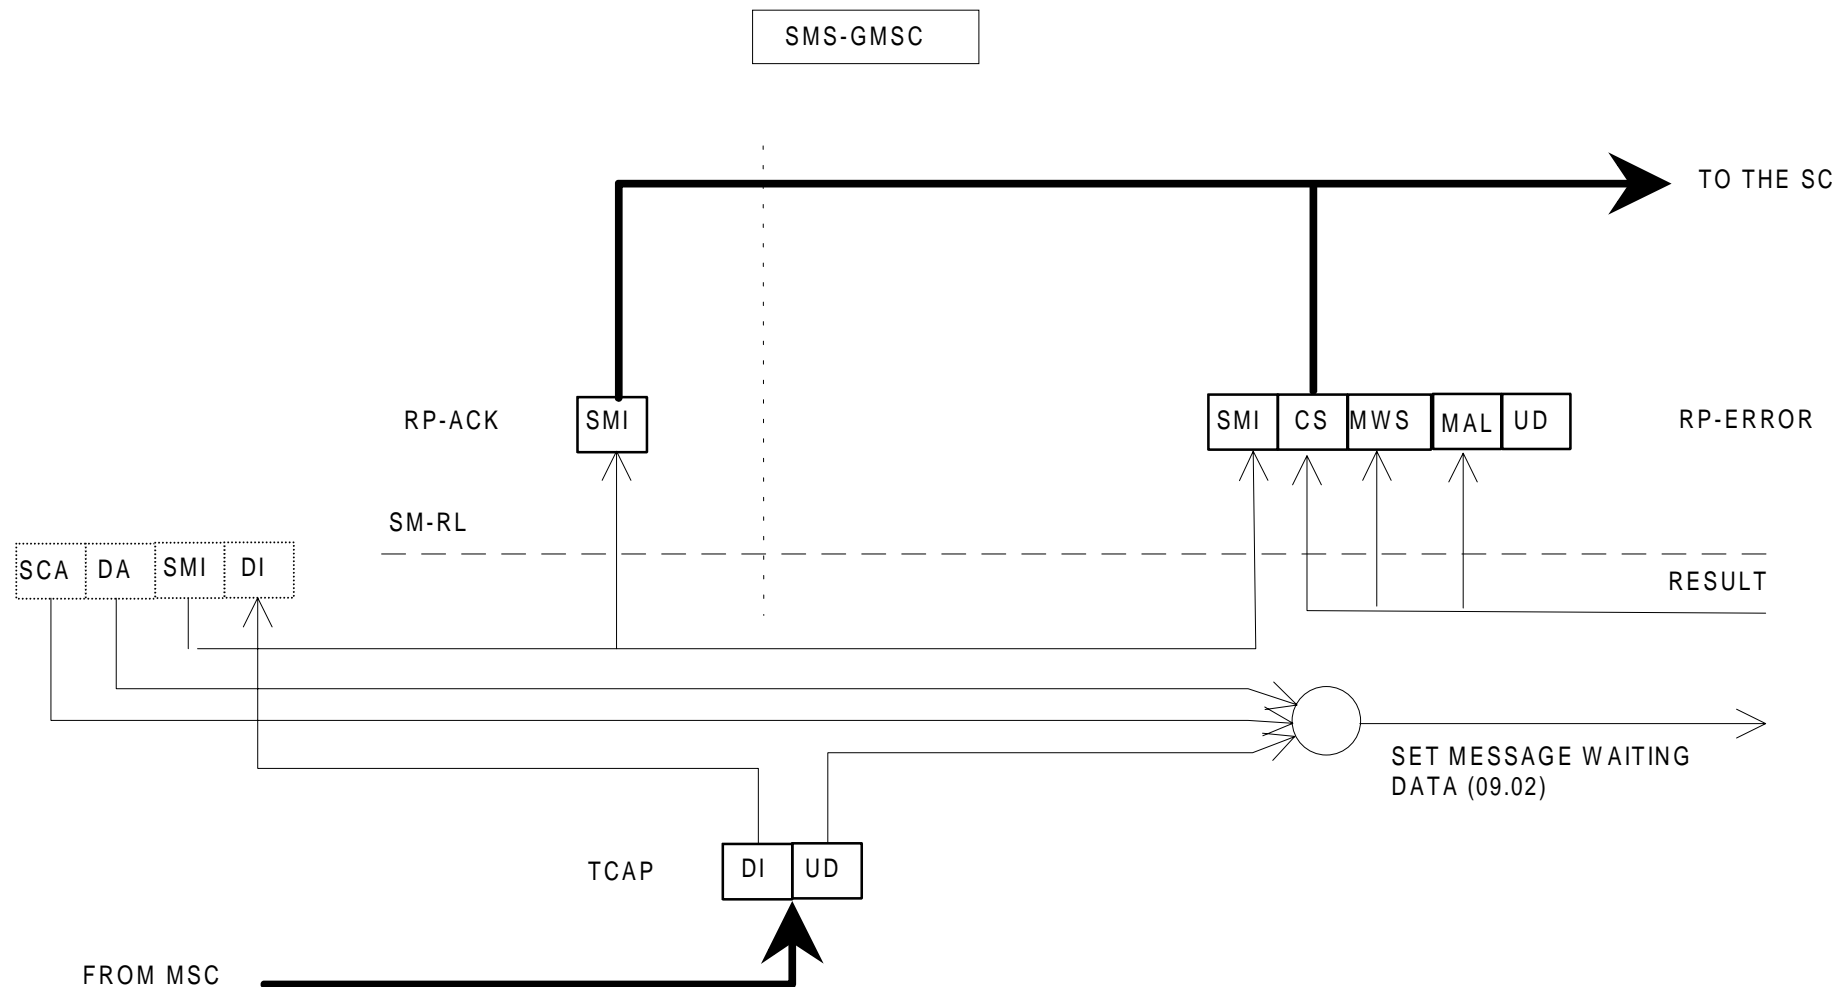 SMS-GMSC
TO THE SC
RP-ACK
SMI
SMI CS MWS MAL UD
RP-ERROR
SM-RL
SCA DA SMI DI
RESULT
SET MESSAGE WAITING
DATA (09.02)
TCAP
DI UD
FROM MSC